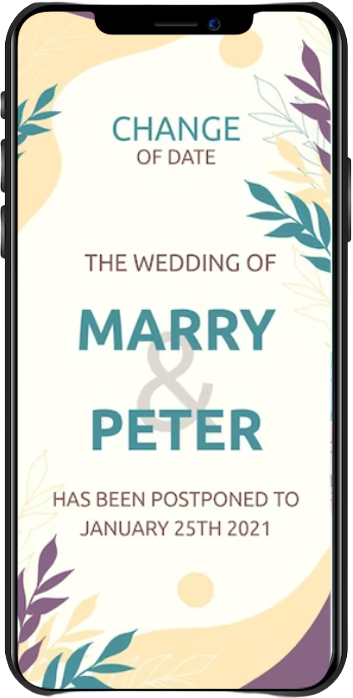 CHANGE
OF DATE
THE WEDDING OF
MARRY
&
PETER
HAS BEEN POSTPONED TO
JANUARY 25TH 2021